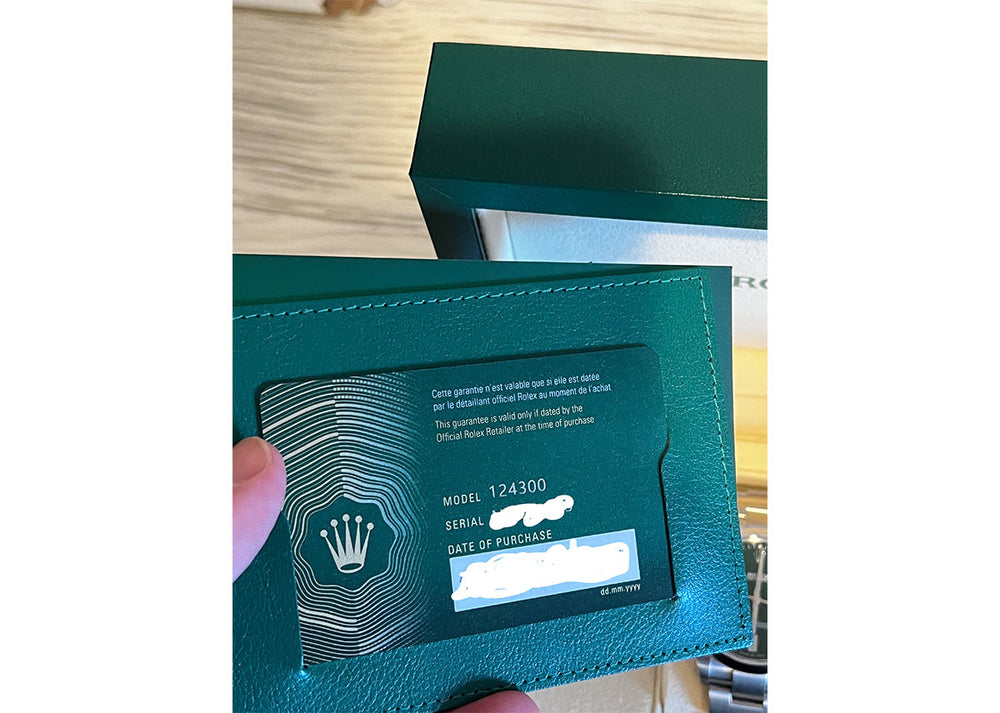 RO
Cette garantie n'est valable que si elle est datée
par le détaillant officiel Rolex au moment de l'achat
This guarantee is valid only if dated by the
Official Rolex Retailer at the time of purchase
MODEL 124300
SERIAL
DATE OF PURCHASE
dd.mm.yyyy